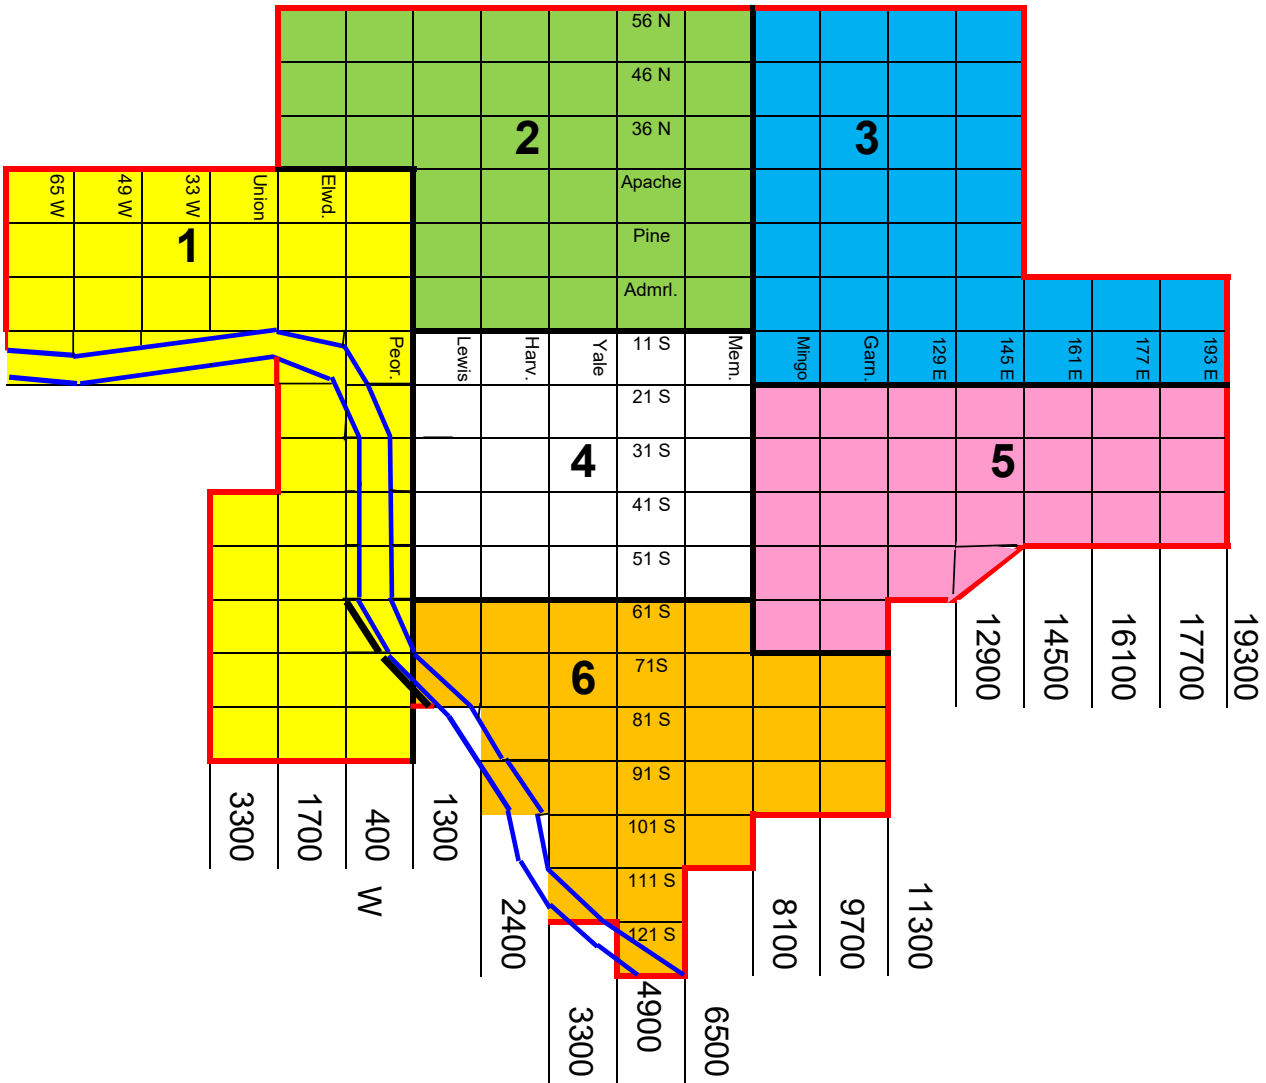 56 N
46 N
36 N
2
3
Apache
65 W
49 W
33 W
Union
Elwd.
1
Pine
Admrl.
Peor.
Lewis
Harv.
Yale
11 S
Mem.
Mingo
Garn.
129 E
145 E
161 E
177 E
193 E
21 S
31 S
4
5
41 S
51 S
61 S
71S
6
81 S
91 S
101 S
111 S
121 S
12900
14500
16100
17700
19300
3300
1700
400 W
1300
2400
3300
4900
6500
8100
9700
11300